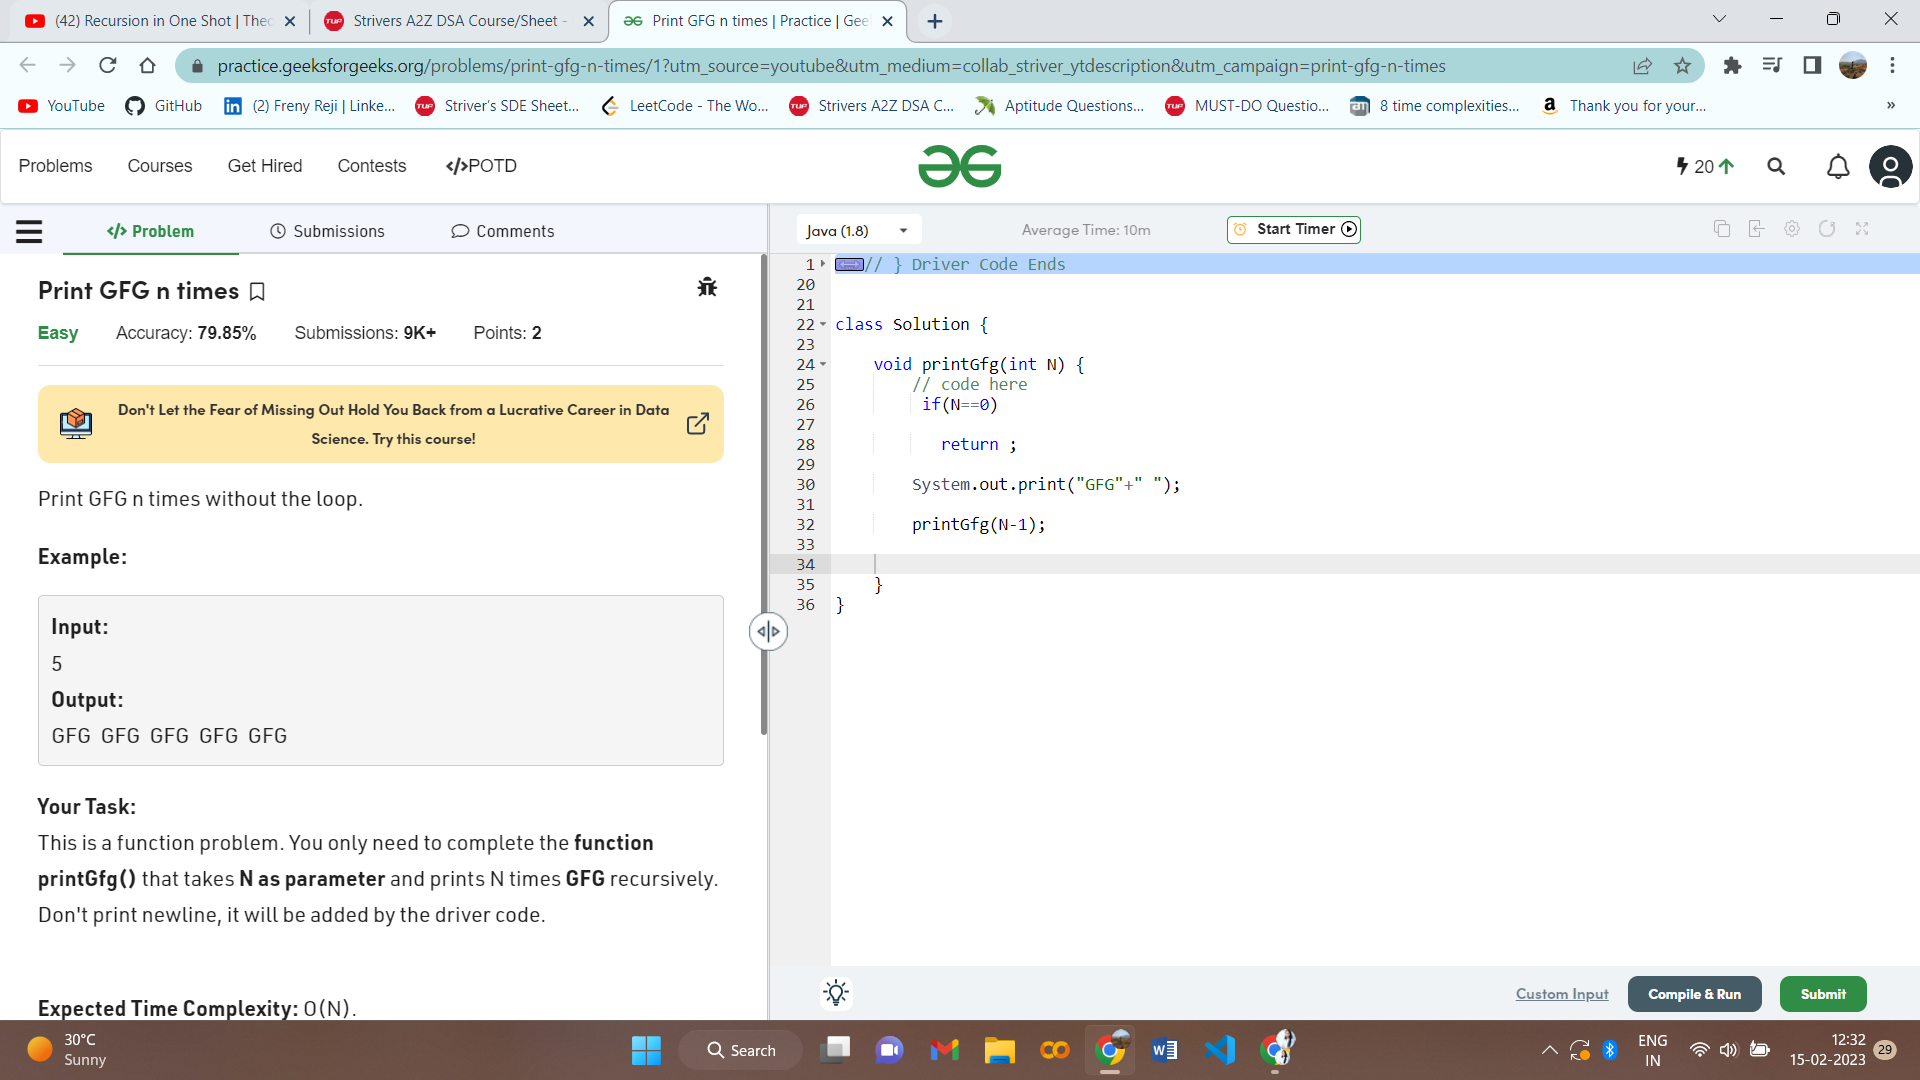 (42) Recursion in One Shot | Theo
Strivers A2Z DSA Course/Sheet -
Print GFG n times | Practice | Gee
practice.geeksforgeeks.org/problems/print-gfg-n-times/1?utm_source=youtube&utm_medium=collab_striver_ytdescription&utm_campaign=print-gfg-n-times
YouTube
GitHub
(2) Freny Reji | Linke...
Striver's SDE Sheet...
LeetCode - The Wo...
Strivers A2Z DSA C...
Aptitude Questions...
MUST-DO Questio...
8 time complexities...
Thank you for your...
»
Problems
Courses
Get Hired
Contests
</>POTD
20
</> Problem
Submissions
Comments
Java (1.8)
Average Time: 10m
Start Timer
Print GFG n times
Easy
Accuracy: 79.85%
Submissions: 9K+
Points: 2
Don't Let the Fear of Missing Out Hold You Back from a Lucrative Career in Data
Science. Try this course!
Print GFG n times without the loop.
Example:
Input:
5
Output:
GFG GFG GFG GFG GFG
Your Task:
This is a function problem. You only need to complete the function
printGfg() that takes N as parameter and prints N times GFG recursively.
Don't print newline, it will be added by the driver code.
Expected Time Complexity: O(N).
1 // } Driver Code Ends
20
21
22 class Solution {
23
24 void printGfg(int N) {
25 // code here
26 if(N==0)
27
28 return ;
29
30 System.out.print("GFG"+" ");
31
32 printGfg(N-1);
33
34
35 }
36 }
Custom Input
Compile & Run
Submit
30°C
Sunny
Search
ENG
IN
12:32
15-02-2023
29